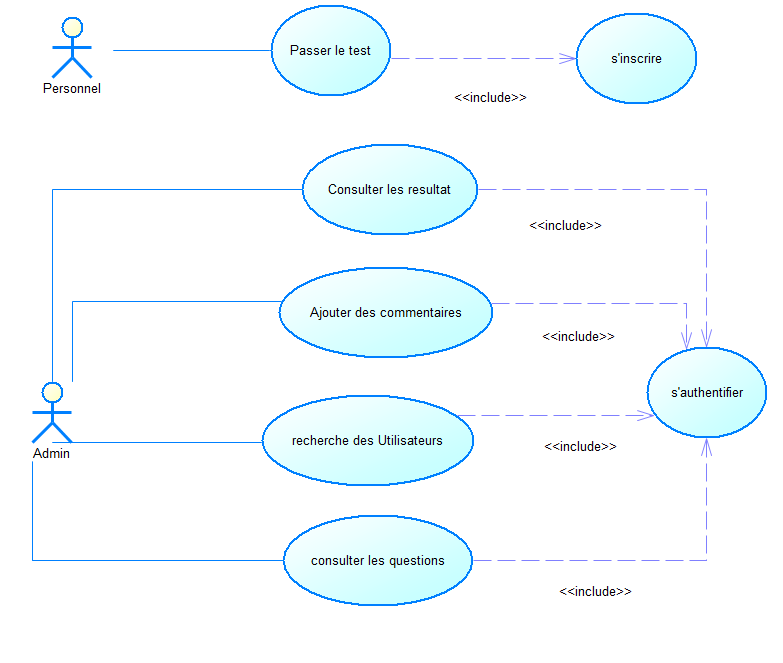 Passer le test
s'inscrire
Personnel
<<include>>
Consulter les resultat
<<include>>
Ajouter des commentaires
<<include>>
s'authentifier
recherche des Utilisateurs
<<include>>
Admin
consulter les questions
<<include>>